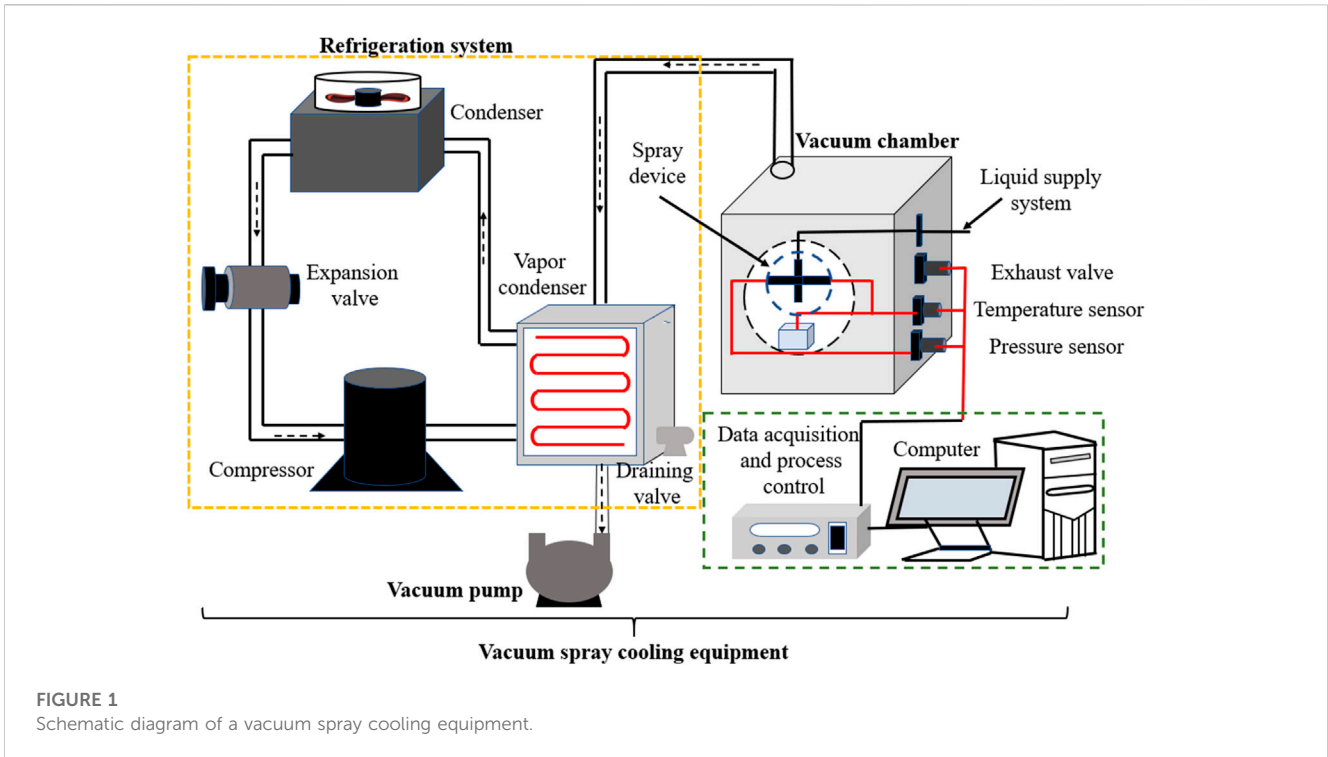 Refrigeration system
Condenser
Expansion
valve
Compressor
Vapor
condenser
Draining
valve
Vacuum pump
Spray
device
Vacuum chamber
Liquid supply
system
Exhaust valve
Temperature sensor
Pressure sensor
Data acquisition
and process
control
Computer
Vacuum spray cooling equipment
FIGURE 1
Schematic diagram of a vacuum spray cooling equipment.